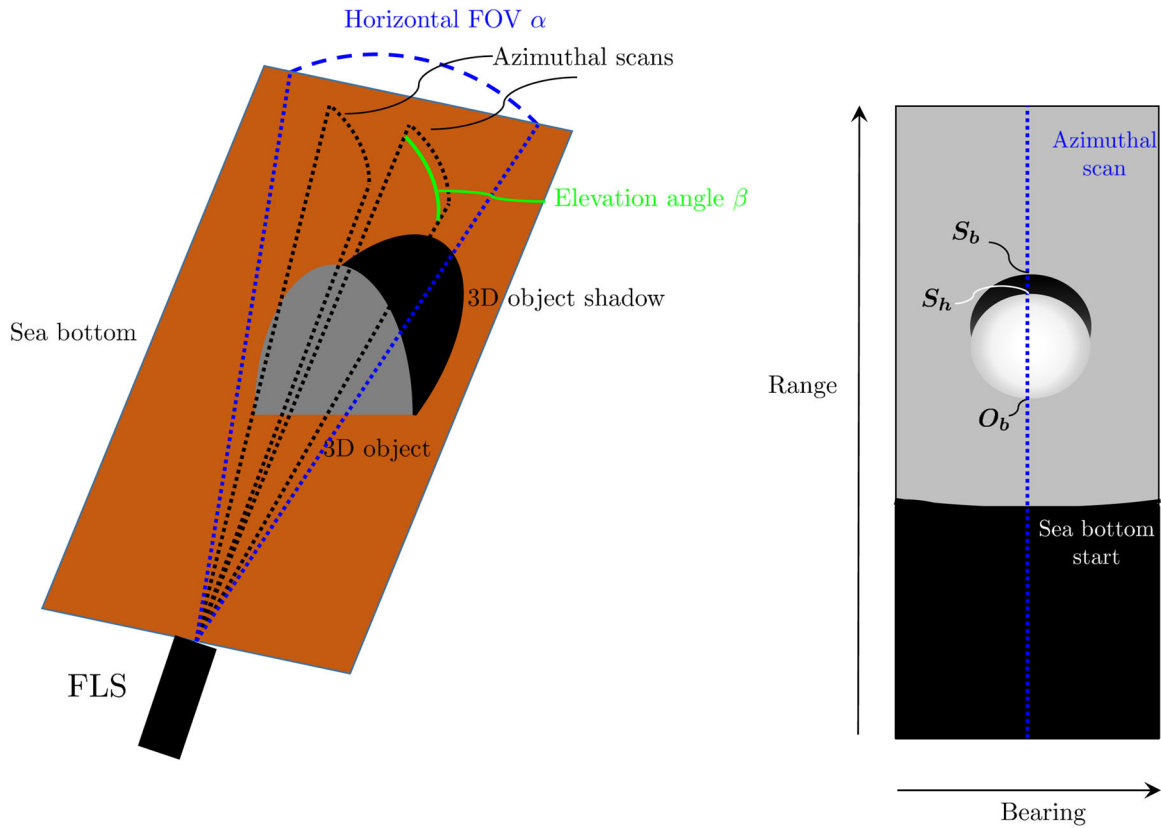 Horizontal FOV α
Azimuthal scans
Elevation angle β
3D object shadow
Sea bottom
3D object
FLS
Azimuthal
scan
S_b
S_h
O_b
Range
Sea bottom
start
Bearing